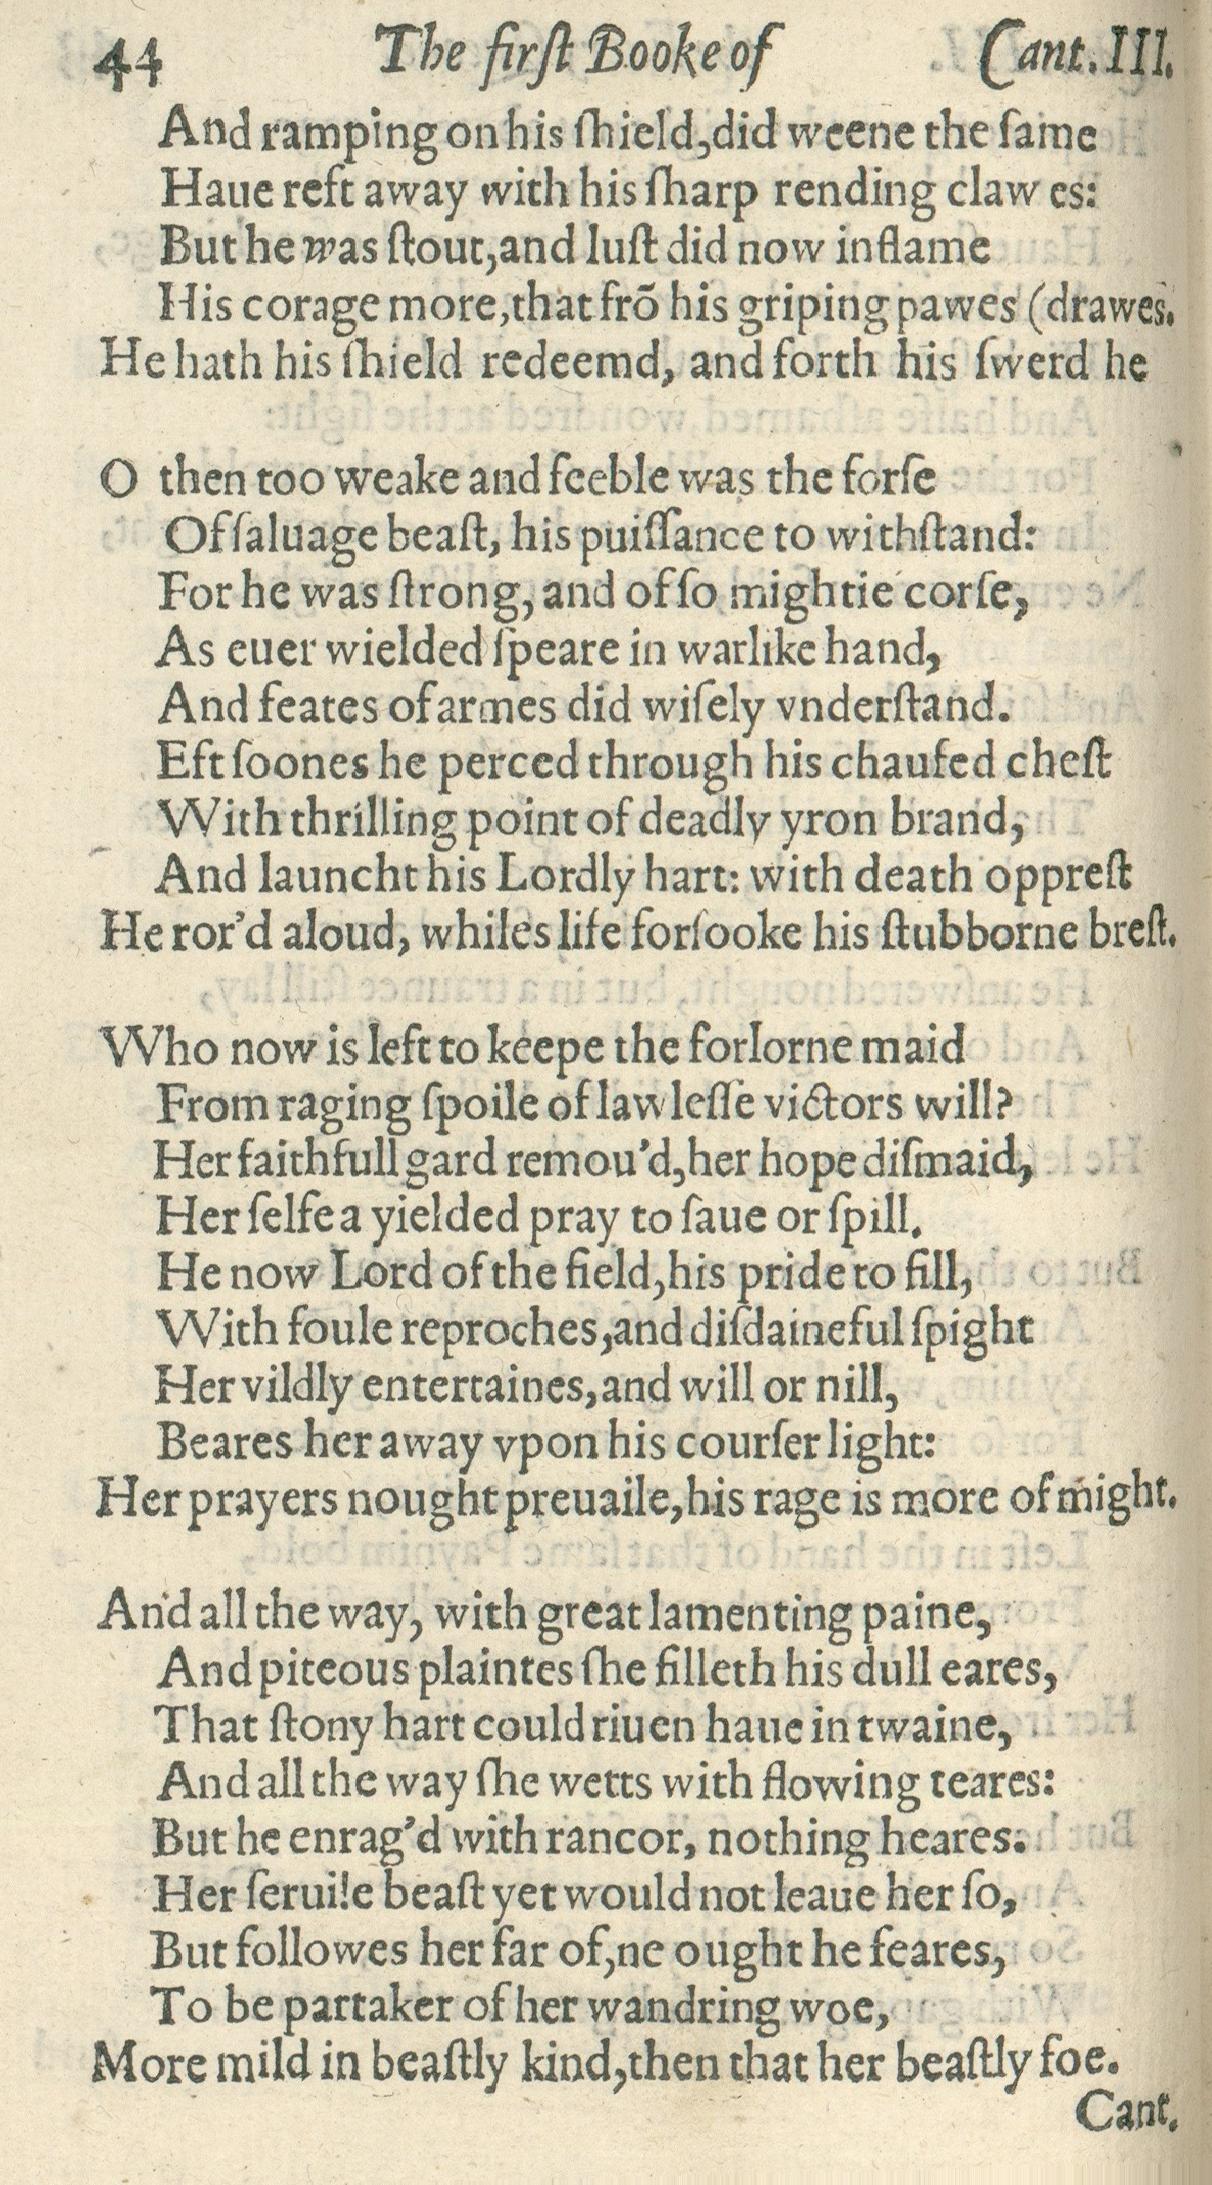 44 The firſt Booke of Cant. III.
And ramping on his ſhield, did weene the ſame
Haue reft away with his ſharp rending claw es:
But he was ſtout, and luſt did now inflame
His corage more, that frō his griping pawes (drawes.
He hath his ſhield redeemd, and forth his ſwerd he
O then too weake and feeble was the forſe
Of ſaluage beaſt, his puiſſance to withſtand:
For he was ſtrong, and of ſo mightie corſe,
As euer wielded ſpeare in warlike hand,
And feates of armes did wiſely vnderſtand.
Eft ſoones he perced through his chaufed cheſt
With thrilling point of deadly yron brand,
And launcht his Lordly hart: with death oppreſt
He ror'd aloud, whiles life forſooke his ſtubborne breſt.
Who now is left to keepe the forlorne maid
From raging ſpoile of lawleſſe victors will?
Her faithfull gard remou'd, her hope diſmaid,
Her ſelfe a yielded pray to ſaue or ſpill.
He now Lord of the field, his pride to fill,
With foule reproches, and diſdaineful ſpight
Her vildly entertaines, and will or nill,
Beares her away vpon his courſer light:
Her prayers nought preuaile, his rage is more of might.
And all the way, with great lamenting paine,
And piteous plaintes ſhe filleth his dull eares,
That ſtony hart could riuen haue in twaine,
And all the way ſhe wetts with flowing teares:
But he enrag'd with rancor, nothing heares.
Her ſeruile beaſt yet would not leaue her ſo,
But followes her far of, ne ought he feares,
To be partaker of her wandring woe,
More mild in beaſtly kind, then that her beaſtly foe.
Cant.